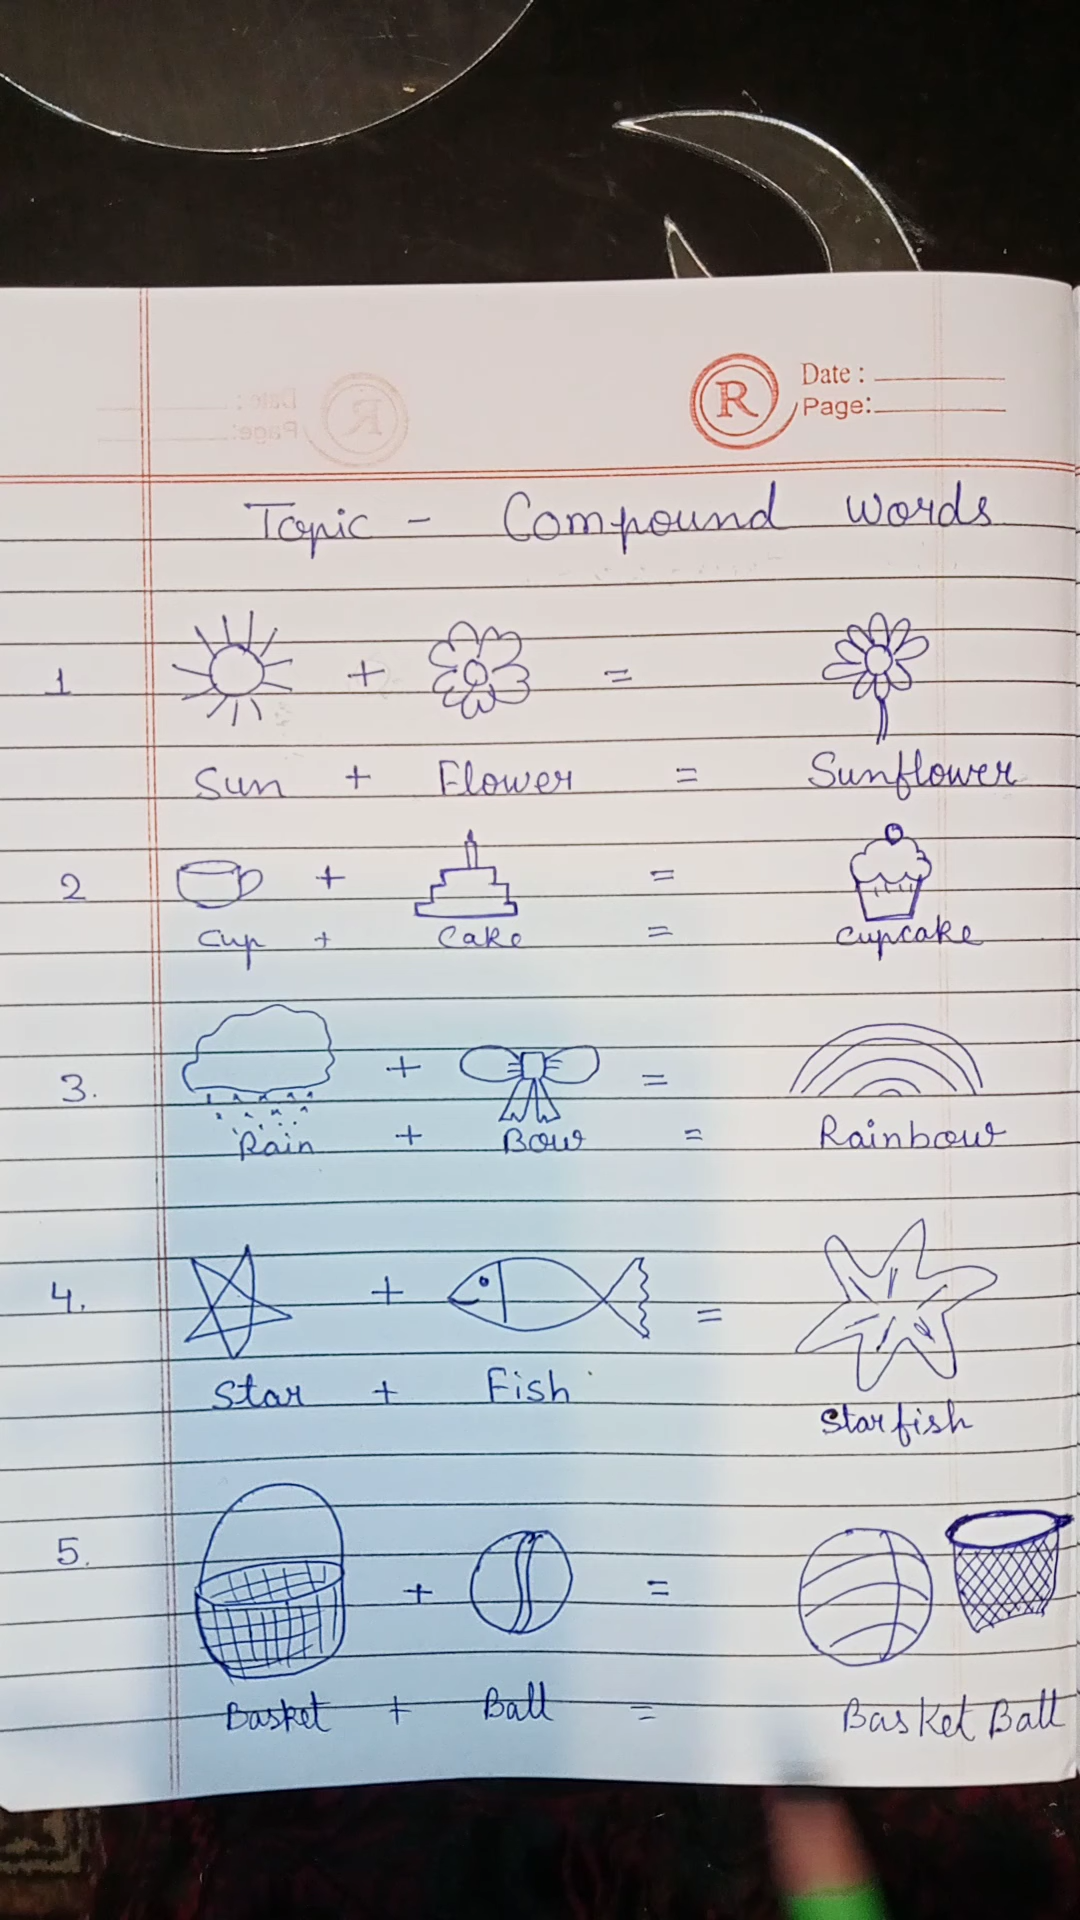 R
Date :
Page:
Topic - Compound Words
1
+ =
Sun + Flower = Sunflower
2
+ =
Cup + Cake = Cupcake
3.
+ =
Rain + Bow = Rainbow
4.
+ =
Star + Fish
Starfish
5.
+ =
Basket + Ball = Basket Ball